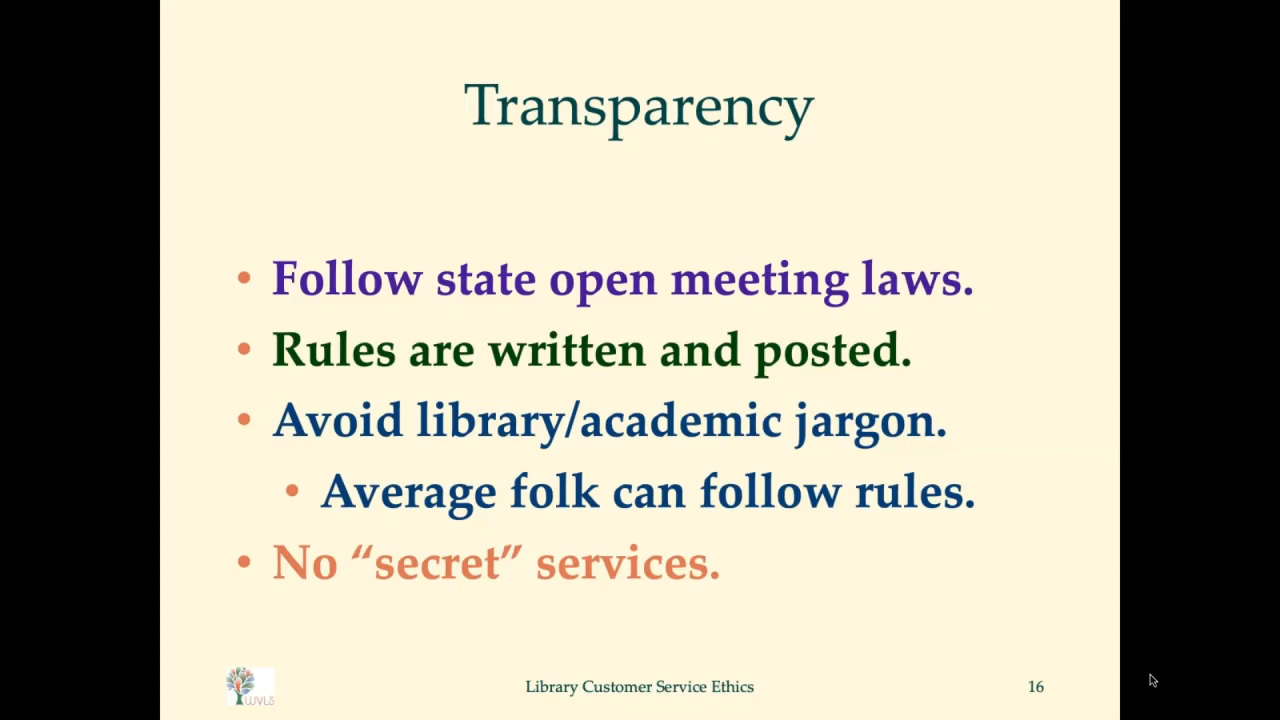 Transparency
• Follow state open meeting laws.
• Rules are written and posted.
• Avoid library/academic jargon.
• Average folk can follow rules.
• No “secret” services.
WVLS
Library Customer Service Ethics
16